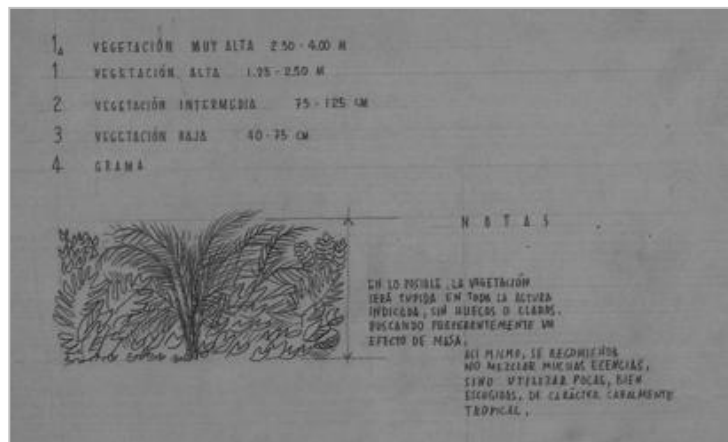 1A VEGETACIÓN MUY ALTA 2.50 - 4.00 M
1 VEGETACIÓN ALTA 1.25 - 2.50 M
2 VEGETACIÓN INTERMEDIA 75 - 125 CM
3 VEGETACIÓN BAJA 40 - 75 CM
4 GRAMA
NOTAS
EN LO POSIBLE, LA VEGETACIÓN
SERÁ TUPIDA EN TODA LA ALTURA
INDICADA, SIN HUECOS O CLAROS,
BUSCANDO PREFERENTEMENTE UN
EFECTO DE MASA.
ASI MISMO, SE RECOMIENDA
NO MEZCLAR MUCHAS ESENCIAS,
SINO UTILIZAR POCAS, BIEN
ESCOGIDAS, DE CARÁCTER CABALMENTE
TROPICAL.